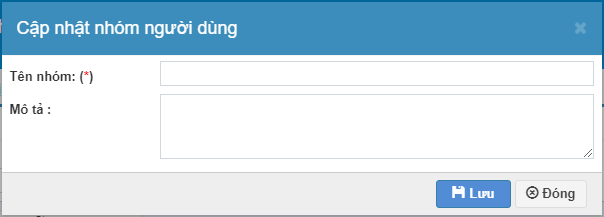 Cập nhật nhóm người dùng
Tên nhóm: (*)
Mô tả :
Lưu
Đóng